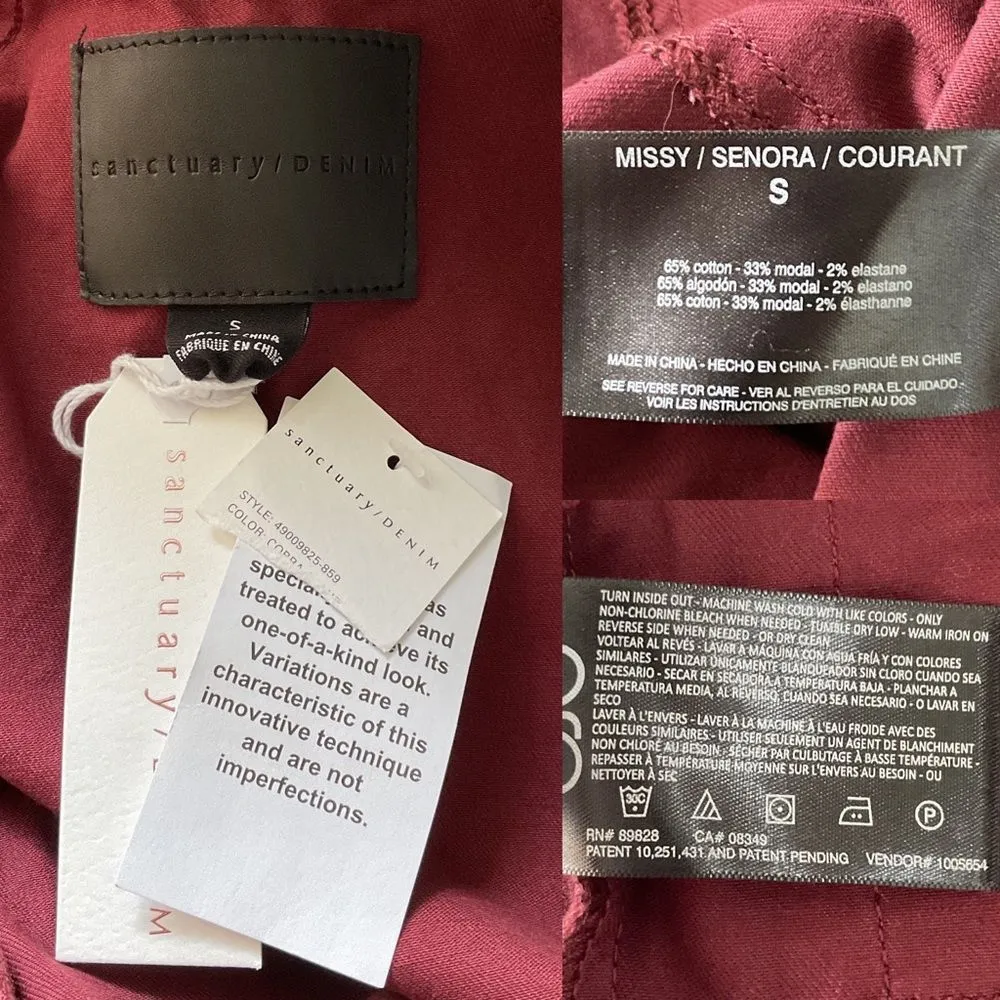 sanctuary/DENIM
S
FABRIQUÉ EN CHINE
sanctuary/
M
sanctuary/DENIM
STYLE: 49009825-859
COLOR:
treated to
and
its
one-of-a-kind look.
Variations are a
characteristic of this
innovative technique
and are not
imperfections.
MISSY / SENORA / COURANT
S
65% cotton - 33% modal - 2% elastane
65% algodón - 33% modal - 2% elastano
65% coton - 33% modal - 2% élasthanne
MADE IN CHINA - HECHO EN CHINA - FABRIQUÉ EN CHINE
SEE REVERSE FOR CARE - VER AL REVERSO PARA EL CUIDADO -
VOIR LES INSTRUCTIONS D'ENTRETIEN AU DOS
TURN INSIDE OUT - MACHINE WASH COLD WITH LIKE COLORS - ONLY
NON-CHLORINE BLEACH WHEN NEEDED - TUMBLE DRY LOW - WARM IRON ON
REVERSE SIDE WHEN NEEDED - OR DRY CLEAN
VOLTEAR AL REVÉS - LAVAR A MÁQUINA CON AGUA FRÍA Y CON COLORES
SIMILARES - UTILIZAR ÚNICAMENTE BLANQUEADOR SIN CLORO CUANDO SEA
NECESARIO - SECAR EN SECADORA A TEMPERATURA BAJA - PLANCHAR A
TEMPERATURA MEDIA, AL REVERSO, CUANDO SEA NECESARIO - O LAVAR EN
SECO
LAVER À L'ENVERS - LAVER À LA MACHINE À L'EAU FROIDE AVEC DES
COULEURS SIMILAIRES - UTILISER SEULEMENT UN AGENT DE BLANCHIMENT
NON CHLORÉ AU BESOIN - SÉCHER PAR CULBUTAGE À BASSE TEMPÉRATURE -
REPASSER À TEMPÉRATURE MOYENNE SUR L'ENVERS AU BESOIN - OU
NETTOYER À SEC
30C
P
RN# 89828 CA# 08349
PATENT 10,251,431 AND PATENT PENDING VENDOR# 1005654